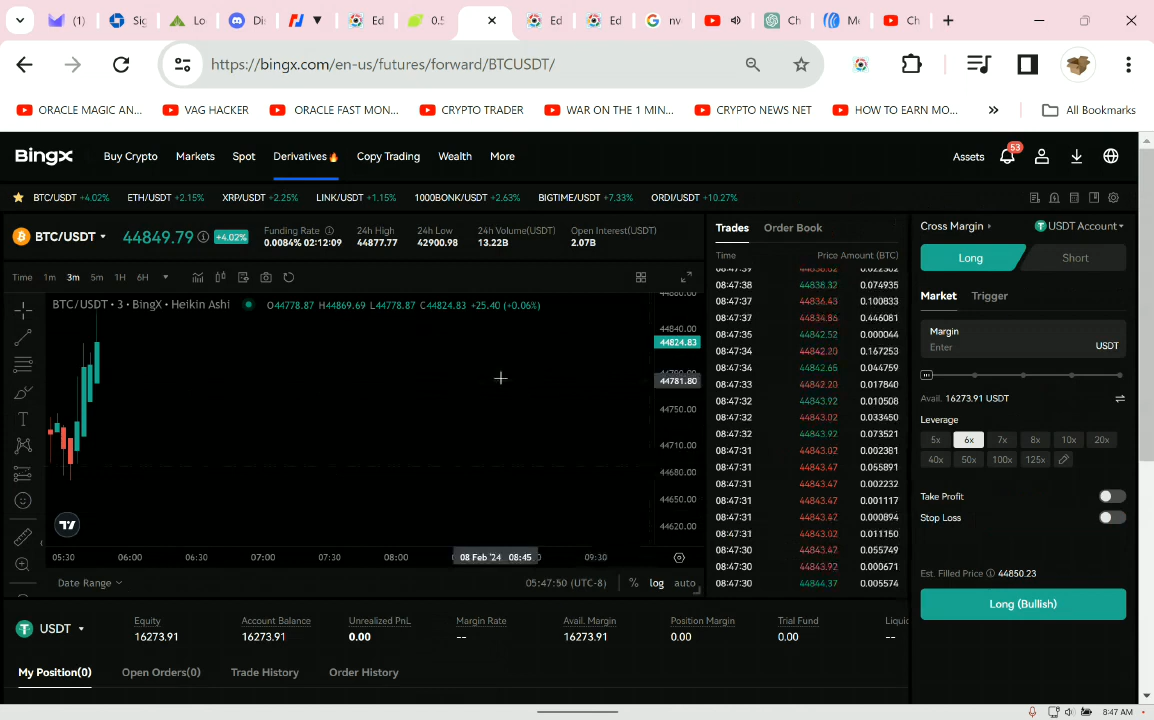 (1)
Sig
Lo
Di
Ed
0.5
Ed
Ed
nv
Ch
Mo
Ch
https://bingx.com/en-us/futures/forward/BTCUSDT/
ORACLE MAGIC AN...
VAG HACKER
ORACLE FAST MON...
CRYPTO TRADER
WAR ON THE 1 MIN...
CRYPTO NEWS NET
HOW TO EARN MO...
»
All Bookmarks
BingX
Buy Crypto
Markets
Spot
Derivatives
Copy Trading
Wealth
More
Assets
53
BTC/USDT +4.02%
ETH/USDT +2.15%
XRP/USDT +2.25%
LINK/USDT +1.15%
1000BONK/USDT +2.63%
BIGTIME/USDT +7.33%
ORDI/USDT +10.27%
BTC/USDT
44849.79
+4.02%
Funding Rate
0.0084% 02:12:09
24h High
44877.77
24h Low
42900.98
24h Volume(USDT)
13.22B
Open Interest(USDT)
2.07B
Time 1m 3m 5m 1H 6H
BTC/USDT • 3 • BingX • Heikin Ashi
O44778.87 H44869.69 L44778.87 C44824.83 +25.40 (+0.06%)
44840.00
44824.83
44781.80
44750.00
44710.00
44680.00
44650.00
44620.00
05:30
06:00
06:30
07:00
07:30
08:00
08 Feb '24 08:45
09:30
Date Range
05:47:50 (UTC-8)
%
log
auto
Trades
Order Book
Time Price Amount (BTC)
08:47:38 44838.32 0.074935
08:47:37 44836.43 0.100833
08:47:37 44834.86 0.446081
08:47:35 44842.52 0.000044
08:47:34 44842.20 0.167253
08:47:34 44842.65 0.044759
08:47:33 44842.20 0.017840
08:47:32 44843.92 0.010508
08:47:32 44843.02 0.033450
08:47:32 44843.92 0.073521
08:47:31 44843.02 0.002381
08:47:31 44843.47 0.055891
08:47:31 44843.47 0.002232
08:47:31 44843.47 0.001117
08:47:31 44843.42 0.000894
08:47:31 44843.02 0.011150
08:47:30 44843.42 0.055749
08:47:30 44843.92 0.000671
08:47:30 44844.37 0.005574
Cross Margin
USDT Account
Long
Short
Market
Trigger
Margin
Enter
USDT
Avail. 16273.91 USDT
Leverage
5x 6x 7x 8x 10x 20x
40x 50x 100x 125x
Take Profit
Stop Loss
Est. Filled Price 44850.23
Long (Bullish)
USDT
Equity
16273.91
Account Balance
16273.91
Unrealized PnL
0.00
Margin Rate
--
Avail. Margin
16273.91
Position Margin
0.00
Trial Fund
0.00
Liquid
--
My Position(0)
Open Orders(0)
Trade History
Order History
8:47 AM